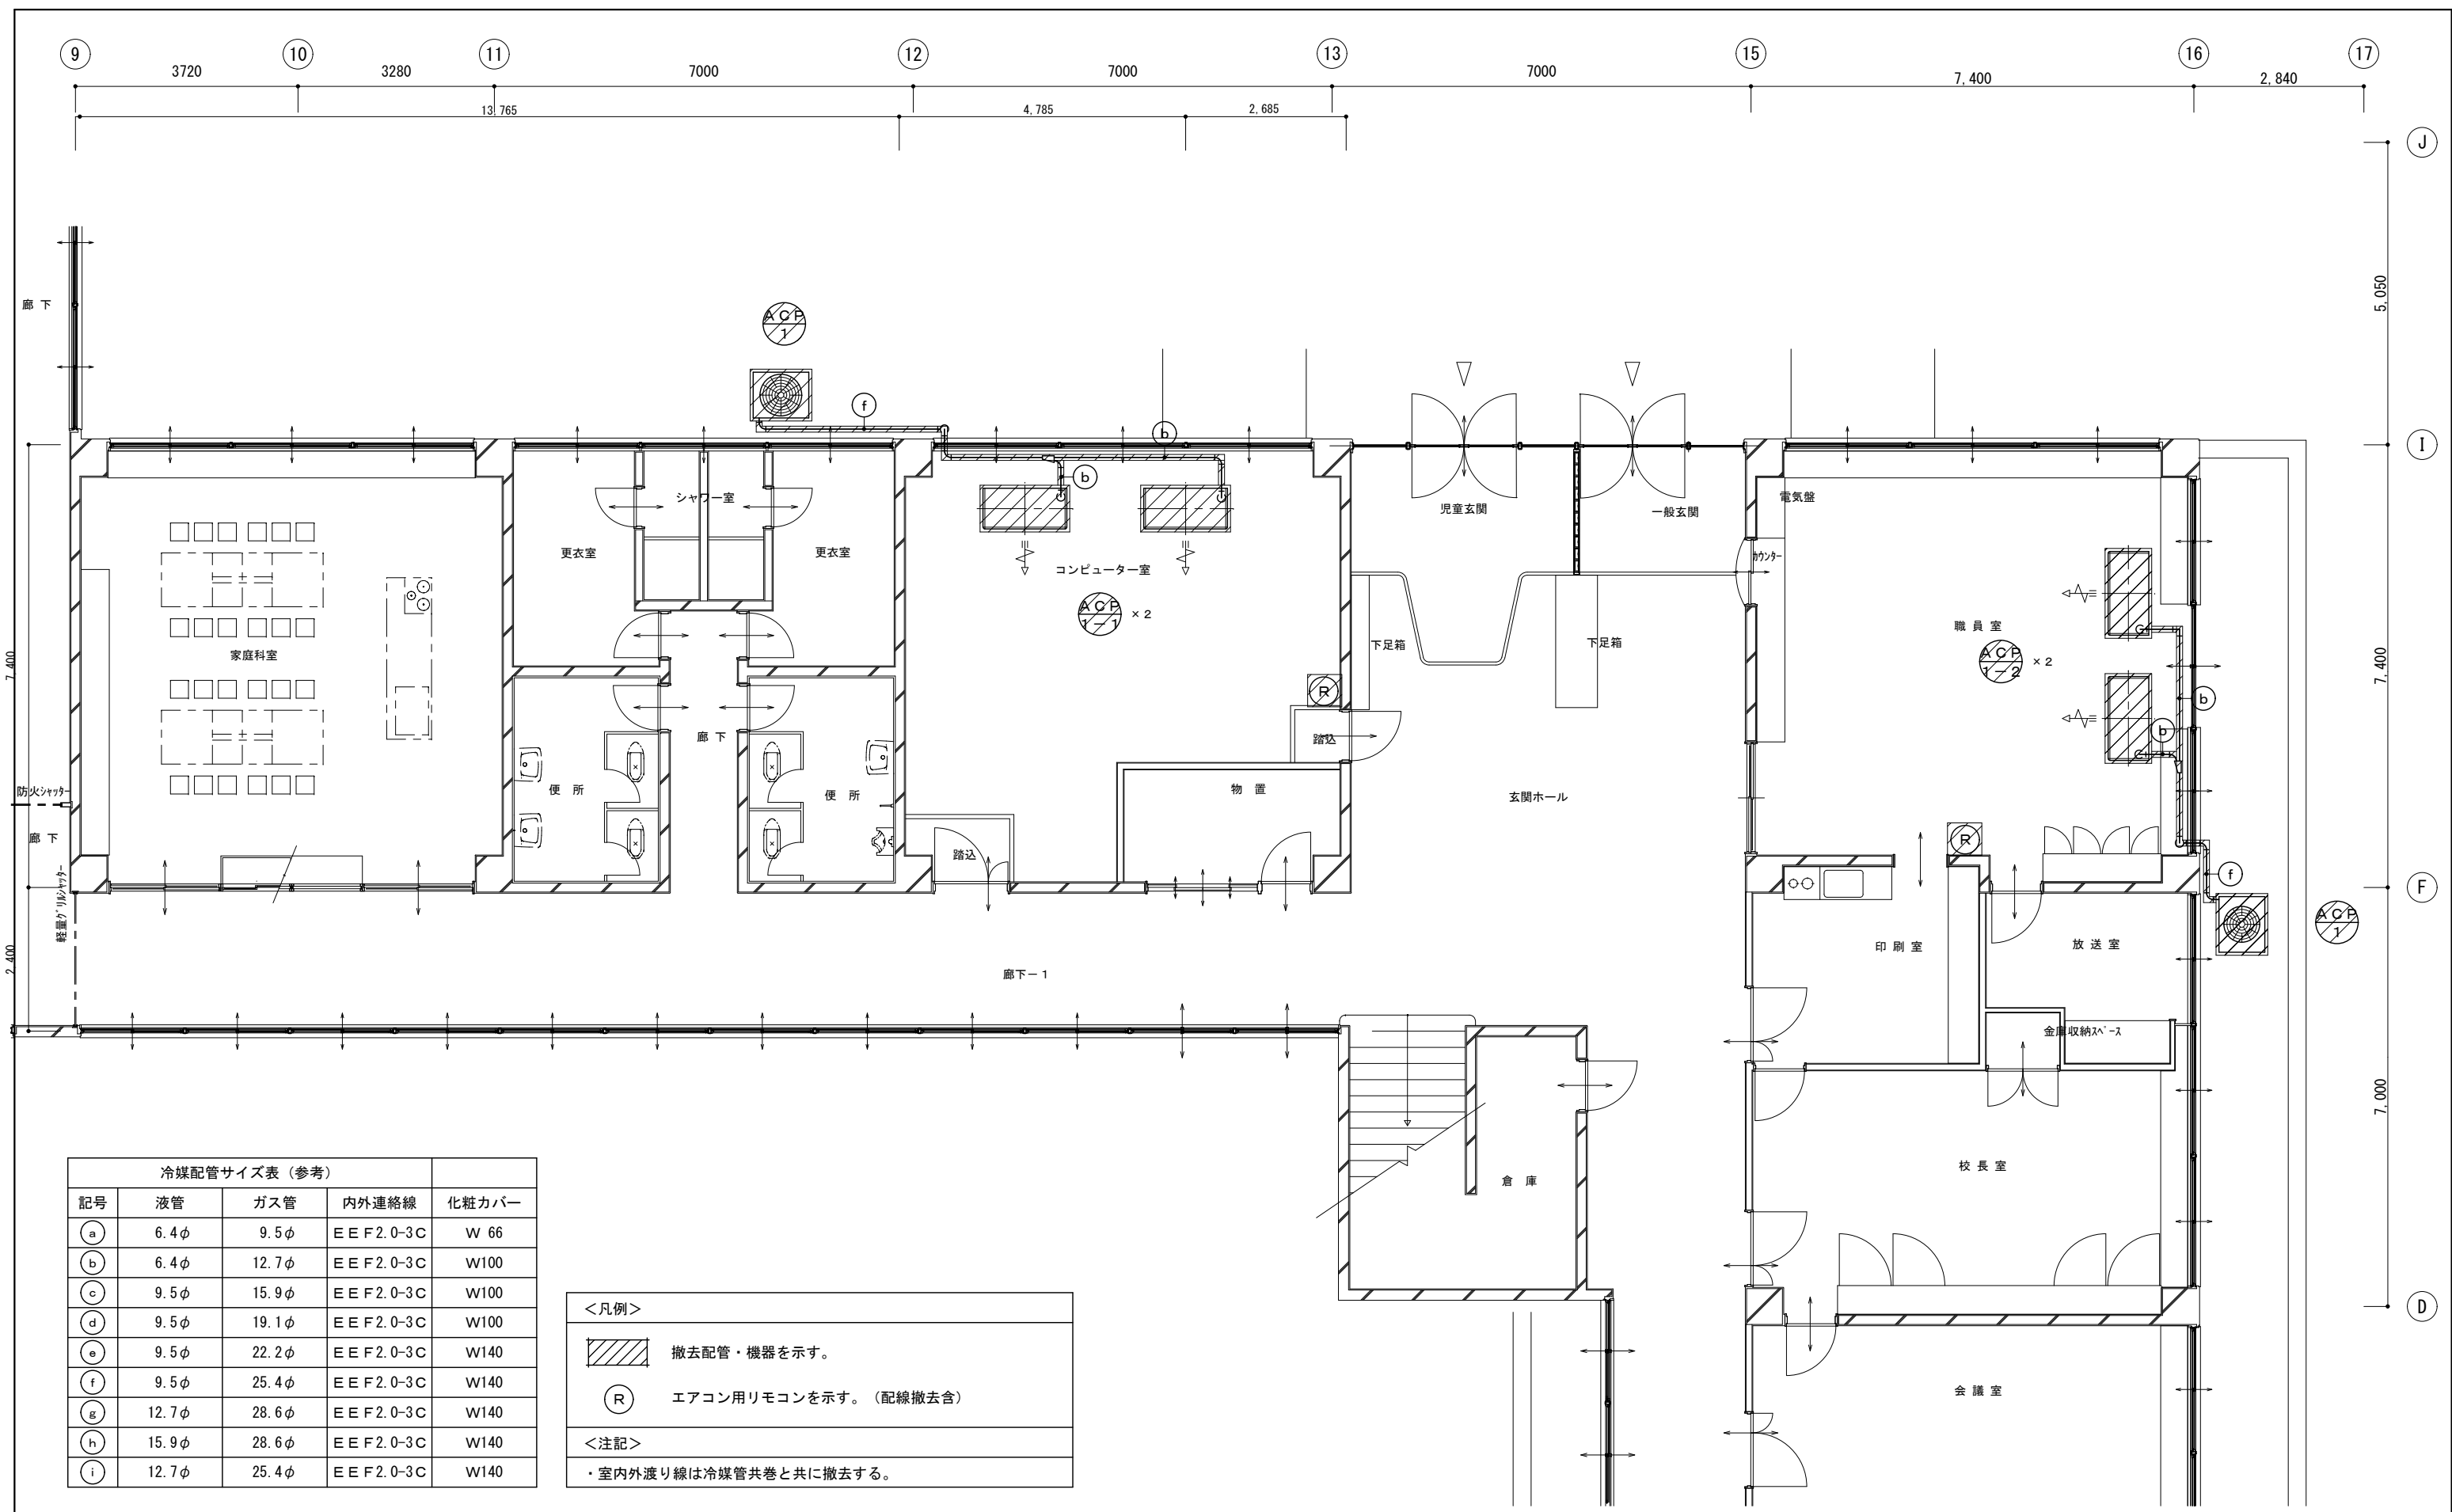 9 10 11 12 13 15 16 17
3720 3280 7000 7000 7000 7,400 2,840
13,765 4,785 2,685
J
5,050
廊 下
ACP
1
f
b
I
b
シャワー室
電気盤
児童玄関
一般玄関
更衣室
更衣室
カウンター
コンピューター室
ACP
1-1
×2
職 員 室
下足箱
下足箱
家庭科室
ACP
1-2
×2
7,400
7,400
R
b
廊 下
踏込
b
便 所
便 所
物 置
玄関ホール
防火シャッター
廊 下
踏込
R
f
F
軽量グリルシャッター
ACP
1
印 刷 室
放 送 室
2,400
廊下-1
金庫収納スペース
7,000
校 長 室
倉 庫
D
会 議 室
冷媒配管サイズ表(参考)
記号 液管 ガス管 内外連絡線 化粧カバー
a 6.4φ 9.5φ EEF2.0-3C W 66
b 6.4φ 12.7φ EEF2.0-3C W100
c 9.5φ 15.9φ EEF2.0-3C W100
d 9.5φ 19.1φ EEF2.0-3C W100
e 9.5φ 22.2φ EEF2.0-3C W140
f 9.5φ 25.4φ EEF2.0-3C W140
g 12.7φ 28.6φ EEF2.0-3C W140
h 15.9φ 28.6φ EEF2.0-3C W140
i 12.7φ 25.4φ EEF2.0-3C W140
<凡例>
撤去配管・機器を示す。
R エアコン用リモコンを示す。(配線撤去含)
<注記>
・室内外渡り線は冷媒管共巻と共に撤去する。